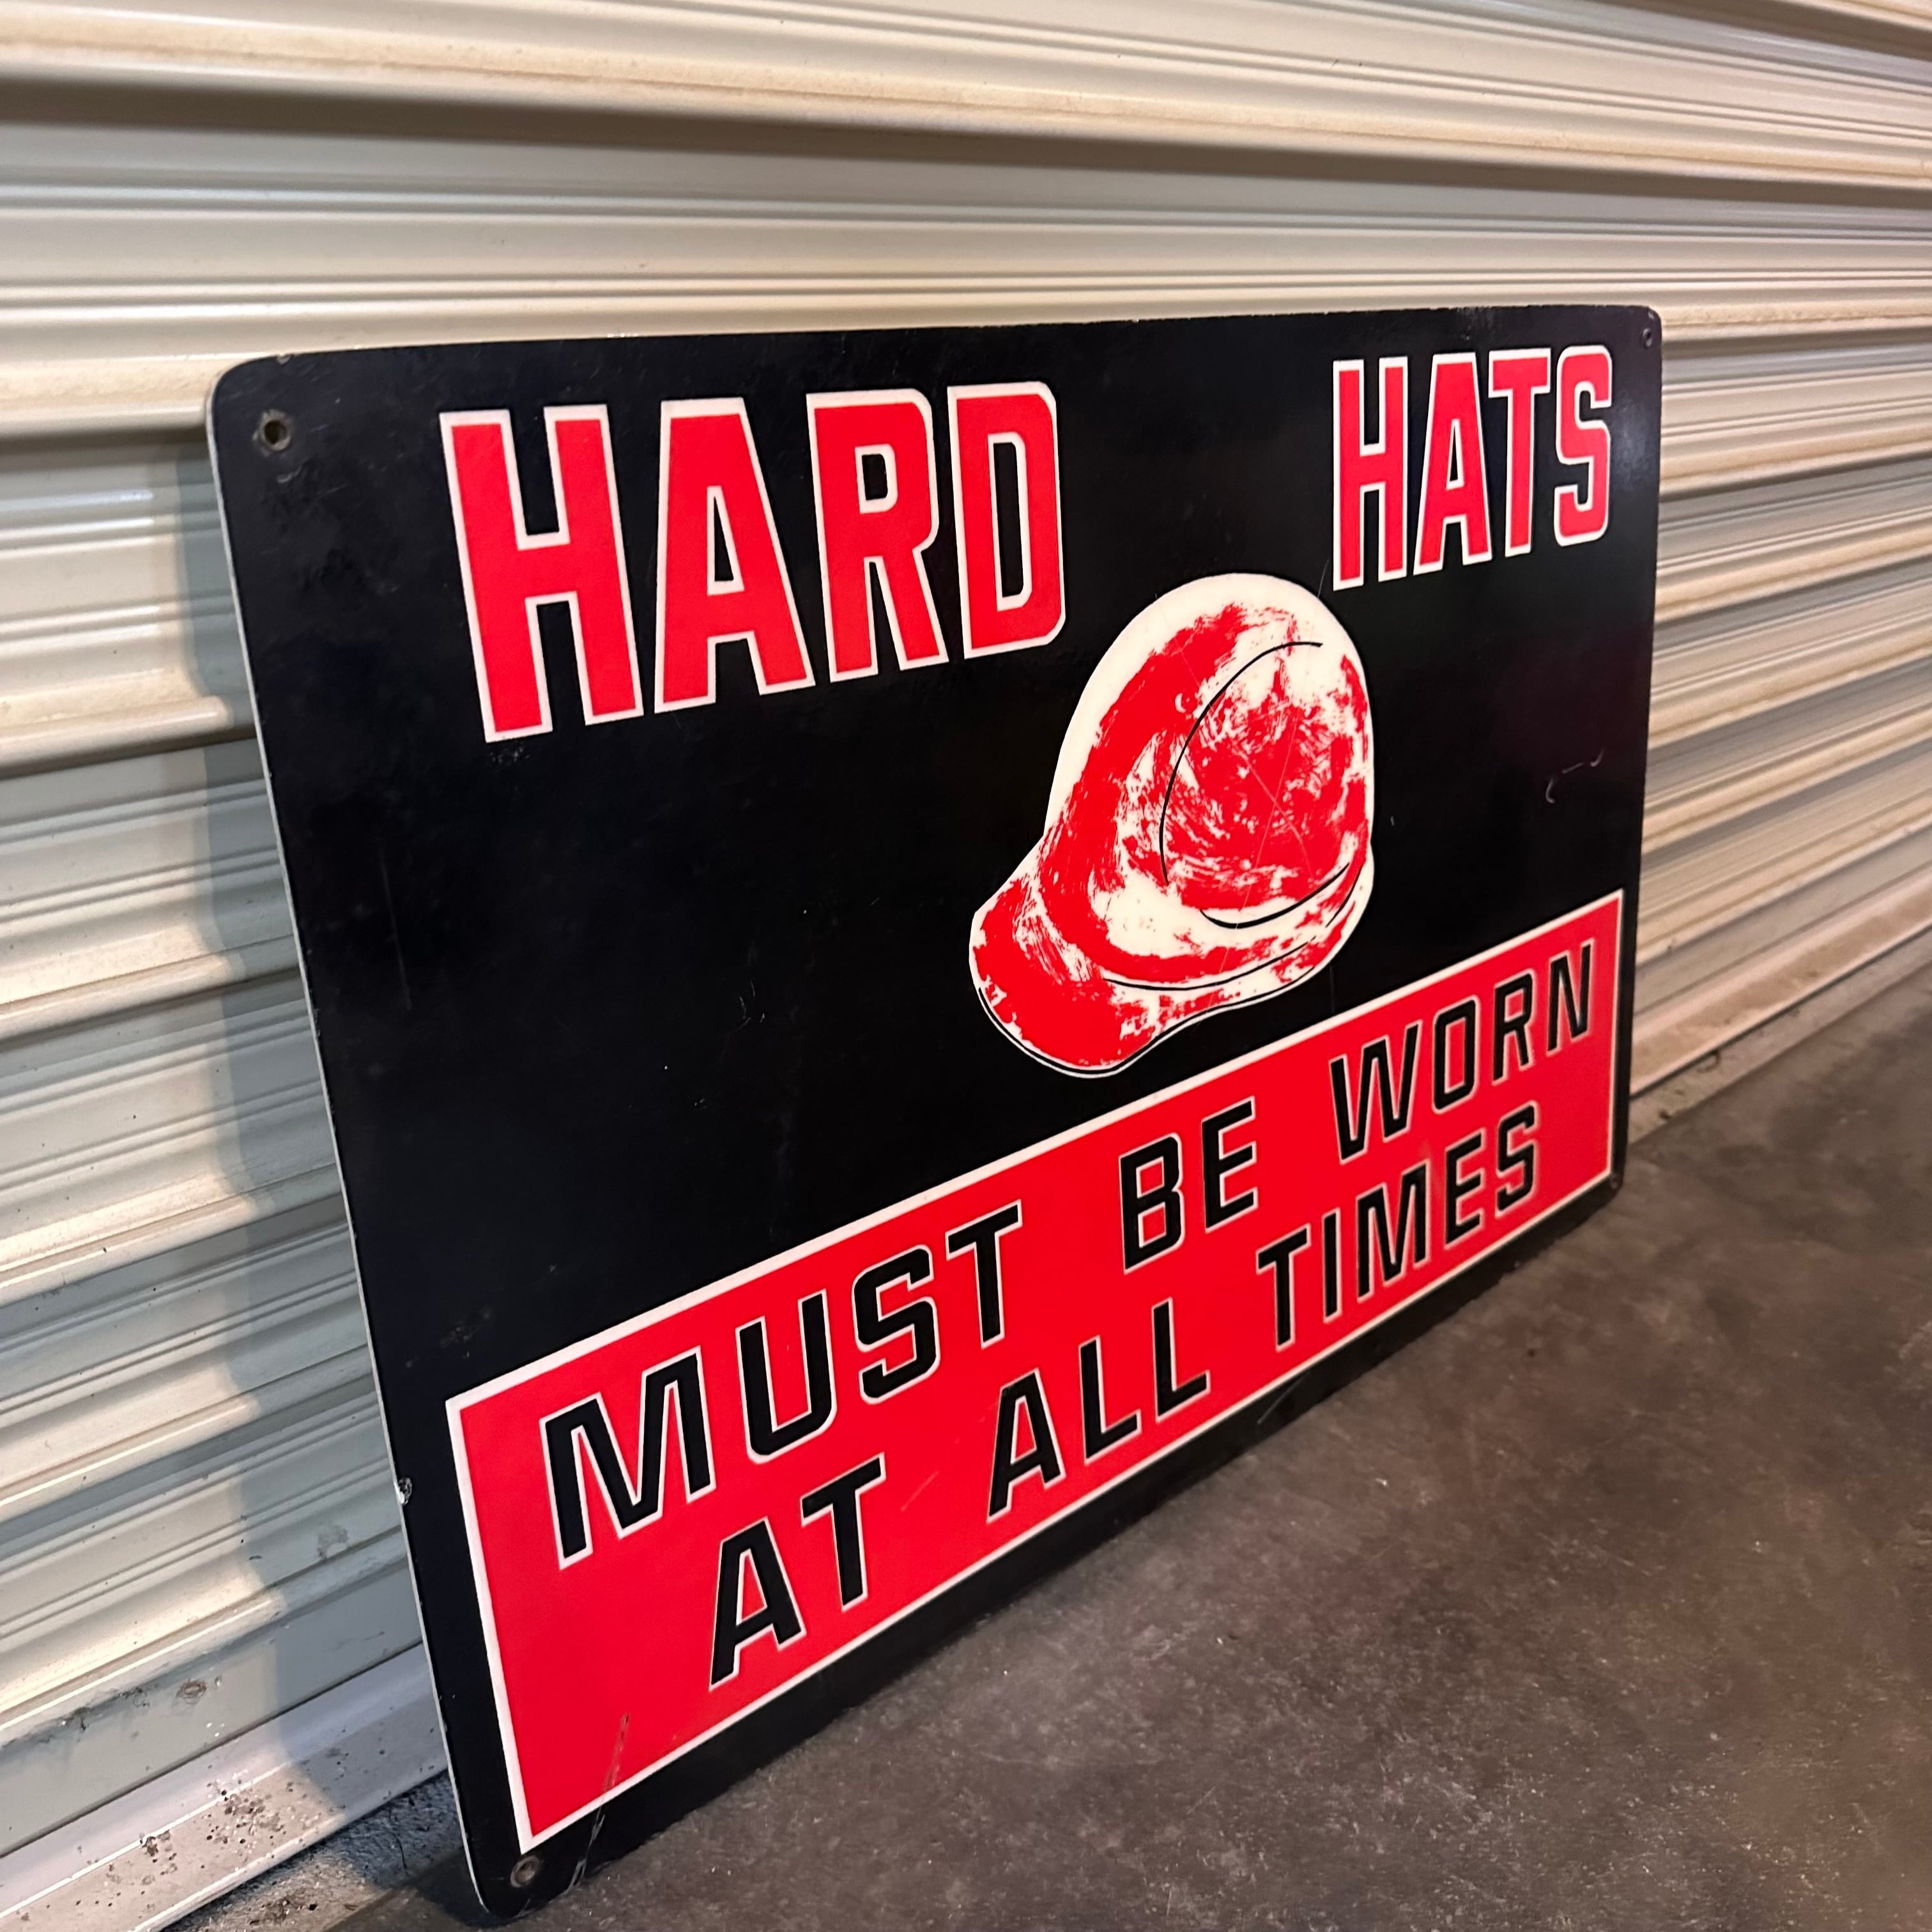 HARD HATS
MUST BE WORN
AT ALL TIMES